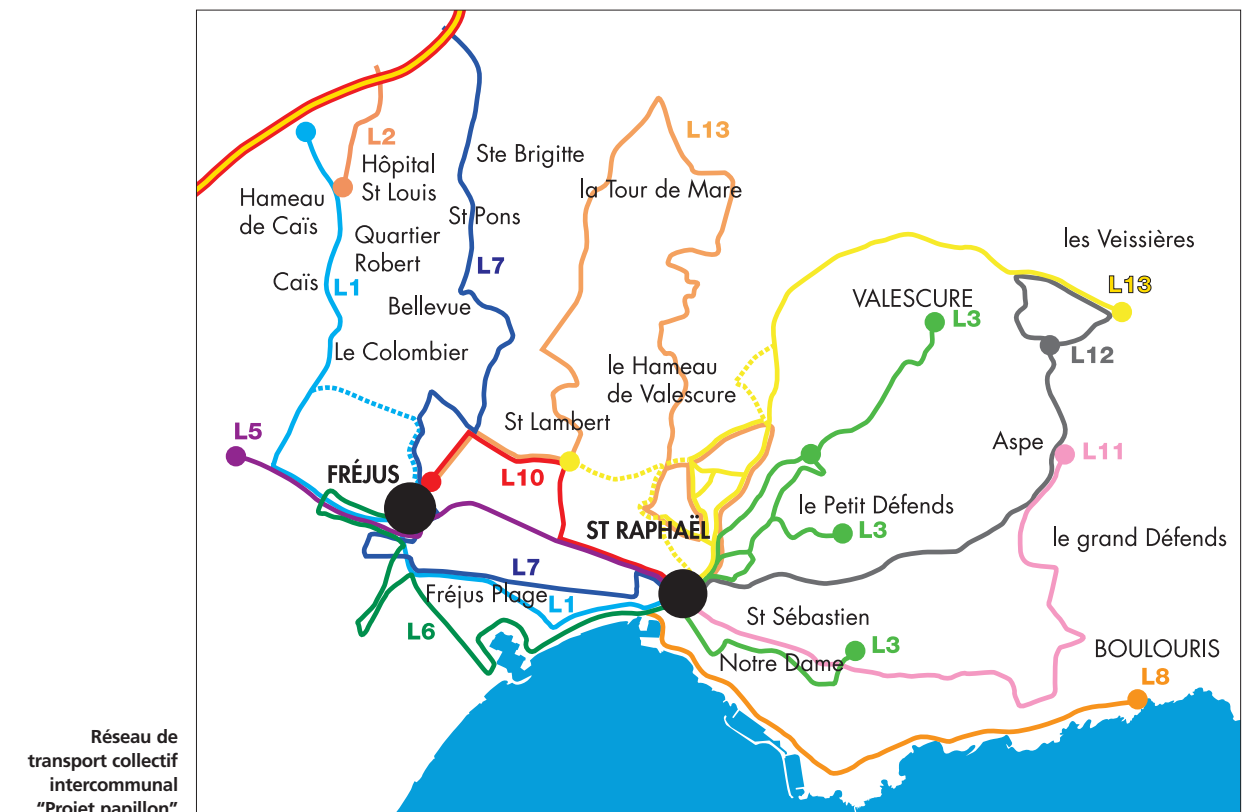 L2
Hôpital
St Louis
Hameau
de Caïs
Quartier
Robert
Caïs
L1
Ste Brigitte
St Pons
L7
Bellevue
Le Colombier
L13
la Tour de Mare
le Hameau
de Valescure
St Lambert
les Veissières
L13
VALESCURE
L3
L12
Aspe
L11
L5
FRÉJUS
L10
ST RAPHAËL
le Petit Défends
L3
le grand Défends
L7
Fréjus Plage
L1
L6
St Sébastien
L3
Notre Dame
BOULOURIS
L8
Réseau de
transport collectif
intercommunal
“Projet papillon”